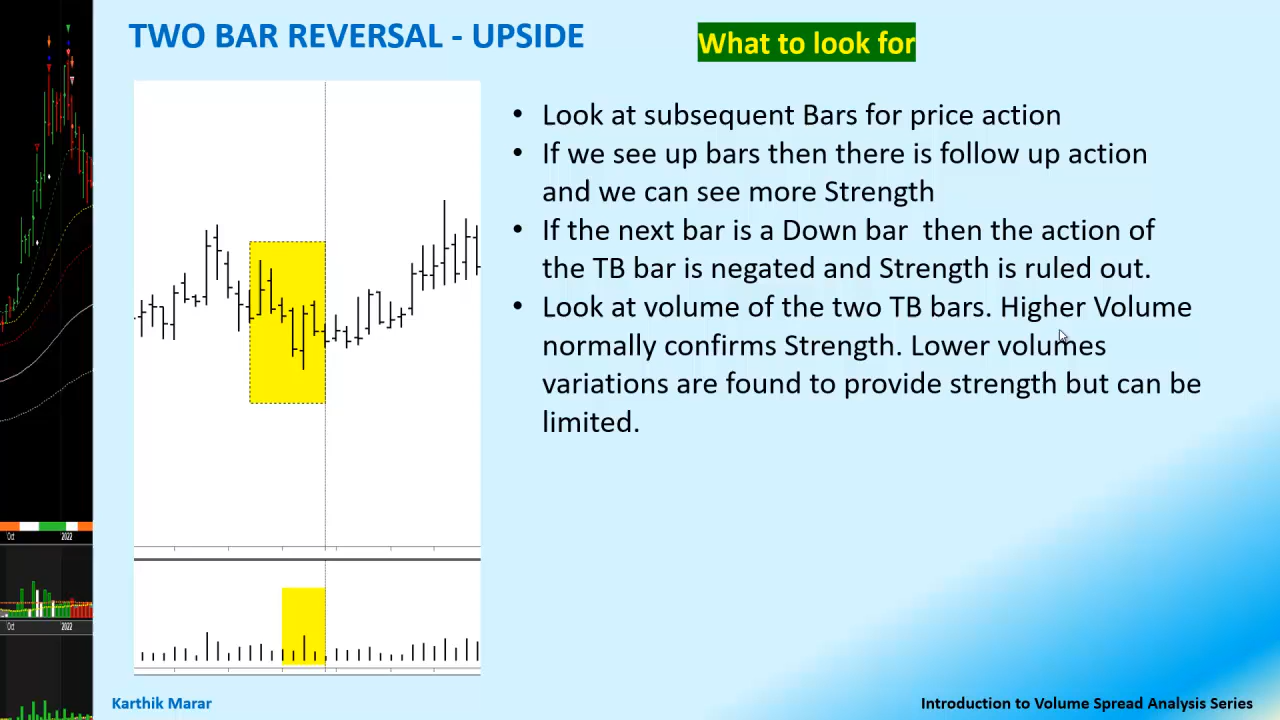 TWO BAR REVERSAL - UPSIDE
What to look for
• Look at subsequent Bars for price action
• If we see up bars then there is follow up action
and we can see more Strength
• If the next bar is a Down bar then the action of
the TB bar is negated and Strength is ruled out.
• Look at volume of the two TB bars. Higher Volume
normally confirms Strength. Lower volumes
variations are found to provide strength but can be
limited.
Oct 2022
Oct 2022
Karthik Marar
Introduction to Volume Spread Analysis Series